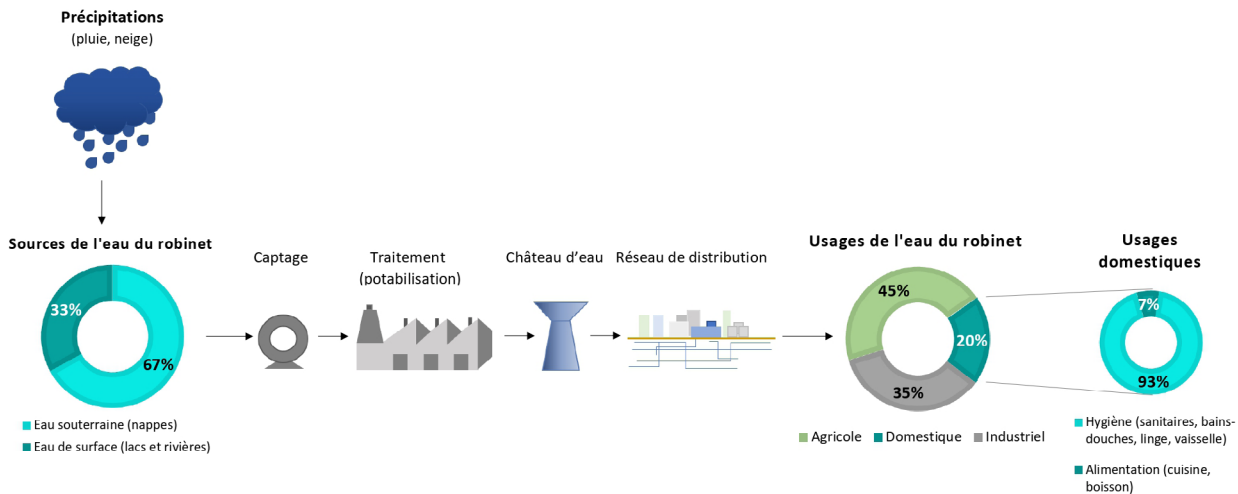 Précipitations
(pluie, neige)
Sources de l'eau du robinet
33%
67%
Eau souterraine (nappes)
Eau de surface (lacs et rivières)
Captage
Traitement
(potabilisation)
Château d’eau
Réseau de distribution
Usages de l'eau du robinet
45%
20%
35%
Agricole
Domestique
Industriel
Usages
domestiques
7%
93%
Hygiène (sanitaires, bains-
douches, linge, vaisselle)
Alimentation (cuisine,
boisson)